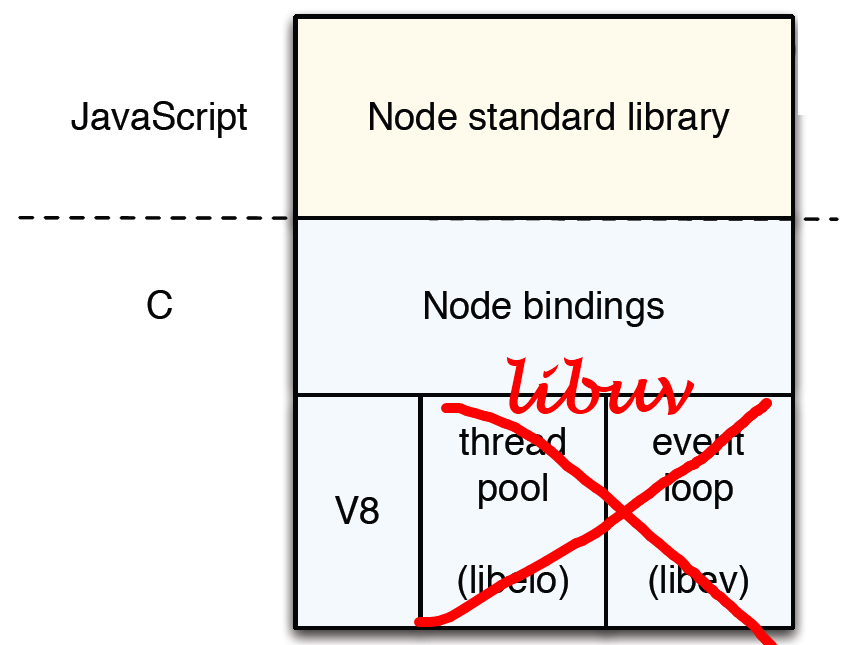 JavaScript
Node standard library
C
Node bindings
libuv
V8
thread
pool
(libeio)
event
loop
(libev)